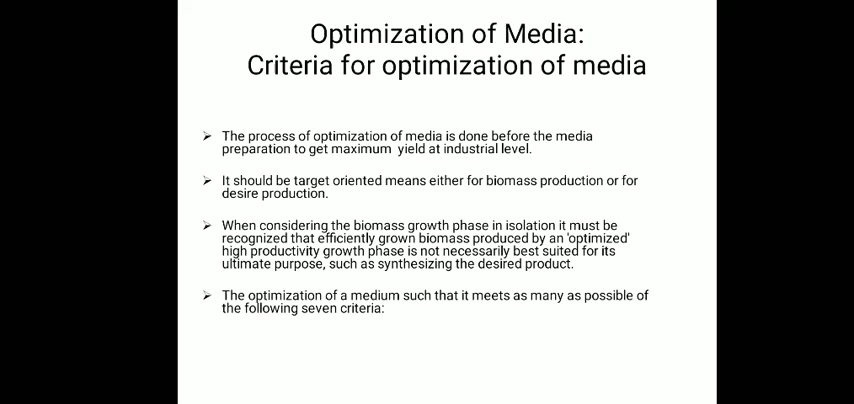 Optimization of Media:
Criteria for optimization of media
➢ The process of optimization of media is done before the media
preparation to get maximum yield at industrial level.
➢ It should be target oriented means either for biomass production or for
desire production.
➢ When considering the biomass growth phase in isolation it must be
recognized that efficiently grown biomass produced by an 'optimized'
high productivity growth phase is not necessarily best suited for its
ultimate purpose, such as synthesizing the desired product.
➢ The optimization of a medium such that it meets as many as possible of
the following seven criteria: